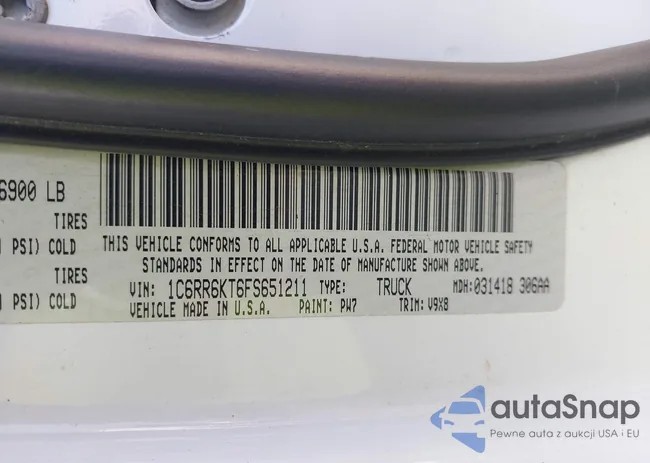 6900 LB
TIRES
PSI) COLD
TIRES
PSI) COLD
THIS VEHICLE CONFORMS TO ALL APPLICABLE U.S.A. FEDERAL MOTOR VEHICLE SAFETY
STANDARDS IN EFFECT ON THE DATE OF MANUFACTURE SHOWN ABOVE.
VIN: 1C6RR6KT6FS651211 TYPE: TRUCK MDH: 031418 306AA
VEHICLE MADE IN U.S.A. PAINT: PW7 TRIM: V9X8
autaSnap
Pewne auta z aukcji USA i EU